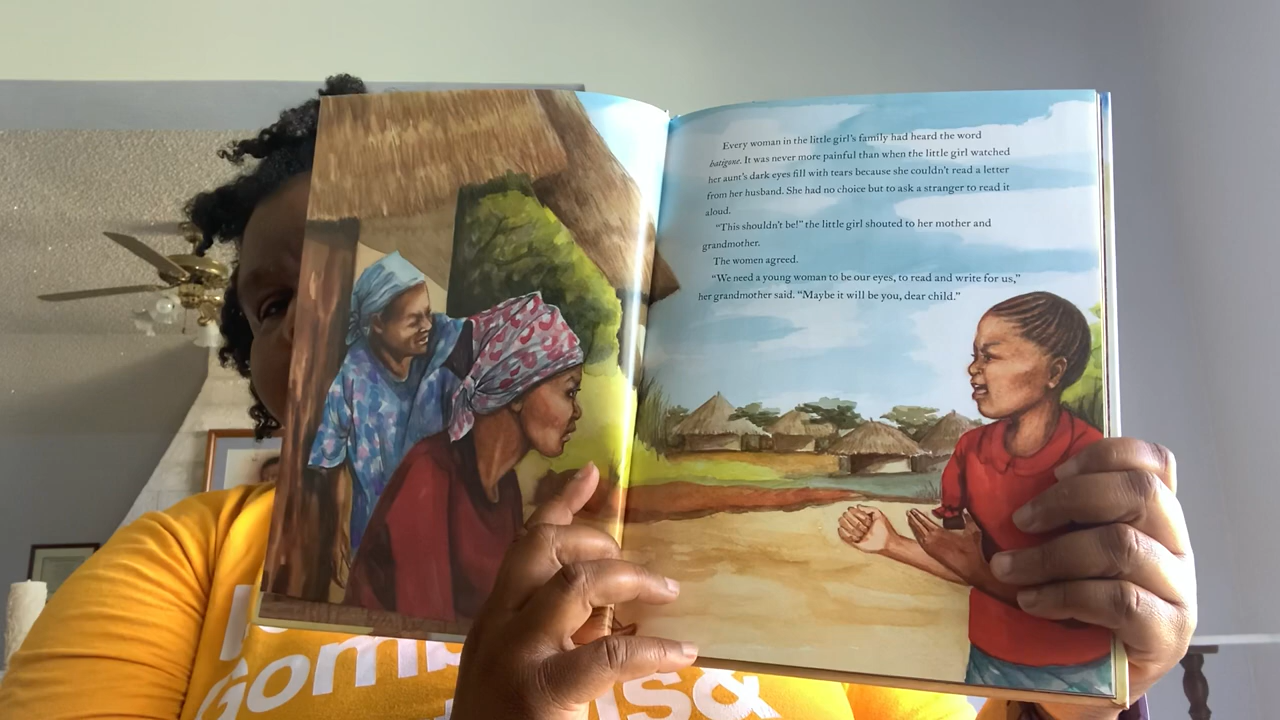 Every woman in the little girl's family had heard the word
batigone. It was never more painful than when the little girl watched
her aunt's dark eyes fill with tears because she couldn't read a letter
from her husband. She had no choice but to ask a stranger to read it
aloud.
"This shouldn't be!" the little girl shouted to her mother and
grandmother.
The women agreed.
"We need a young woman to be our eyes, to read and write for us,"
her grandmother said. "Maybe it will be you, dear child."